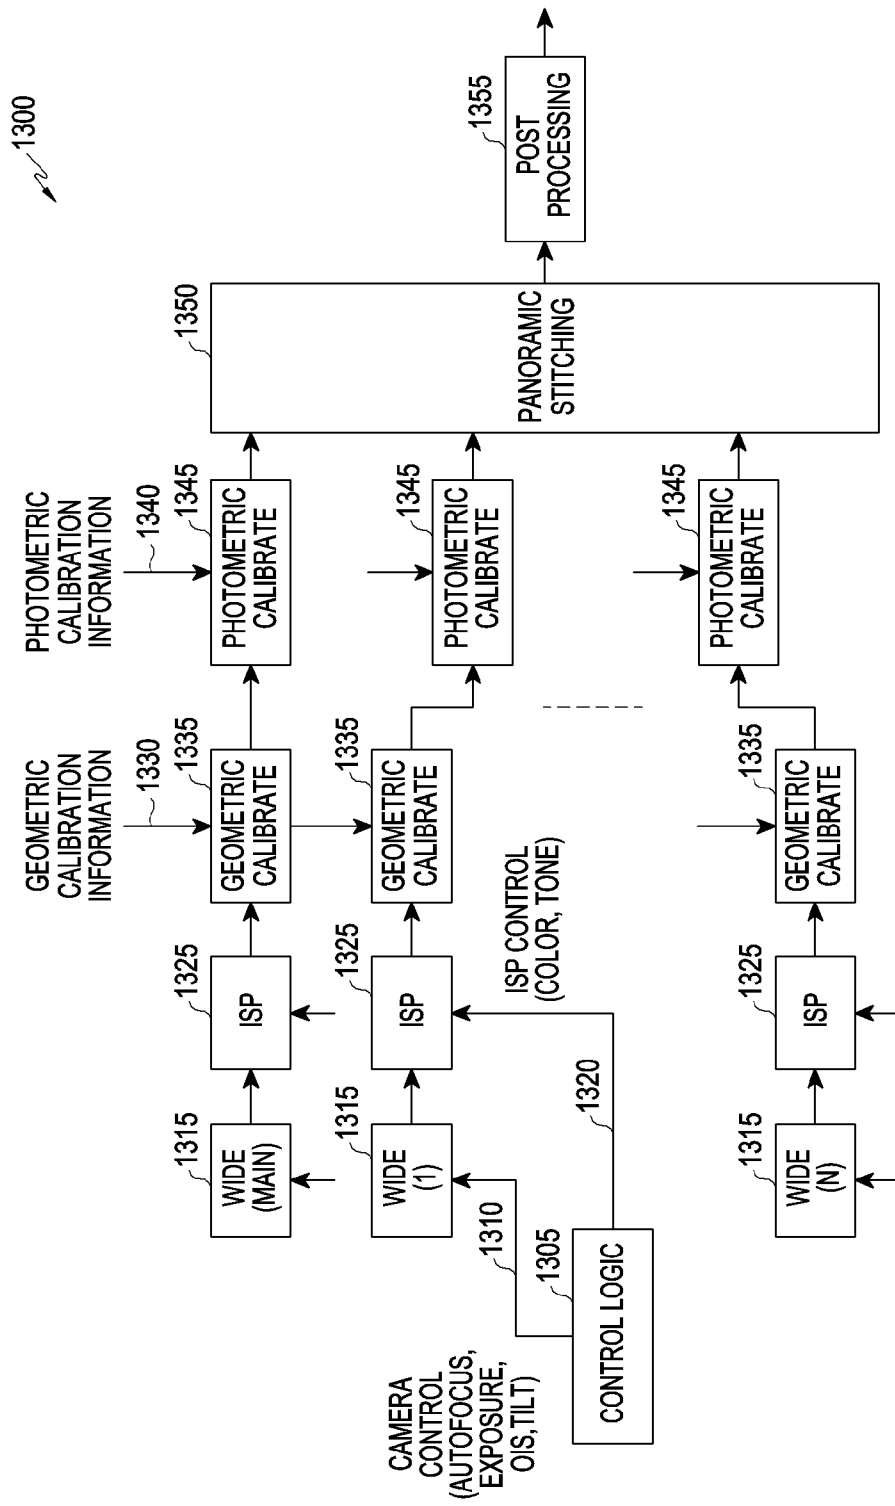 1300
GEOMETRIC
CALIBRATION
INFORMATION
PHOTOMETRIC
CALIBRATION
INFORMATION
1330
1340
1315
WIDE
(MAIN)
1325
ISP
1335
GEOMETRIC
CALIBRATE
1345
PHOTOMETRIC
CALIBRATE
1350
PANORAMIC
STITCHING
1355
POST
PROCESSING
1315
WIDE
(1)
1325
ISP
1335
GEOMETRIC
CALIBRATE
1345
PHOTOMETRIC
CALIBRATE
CAMERA
CONTROL
(AUTOFOCUS,
EXPOSURE,
OIS,TILT)
1310
ISP CONTROL
(COLOR, TONE)
1305
CONTROL LOGIC
1320
1315
WIDE
(N)
1325
ISP
1335
GEOMETRIC
CALIBRATE
1345
PHOTOMETRIC
CALIBRATE